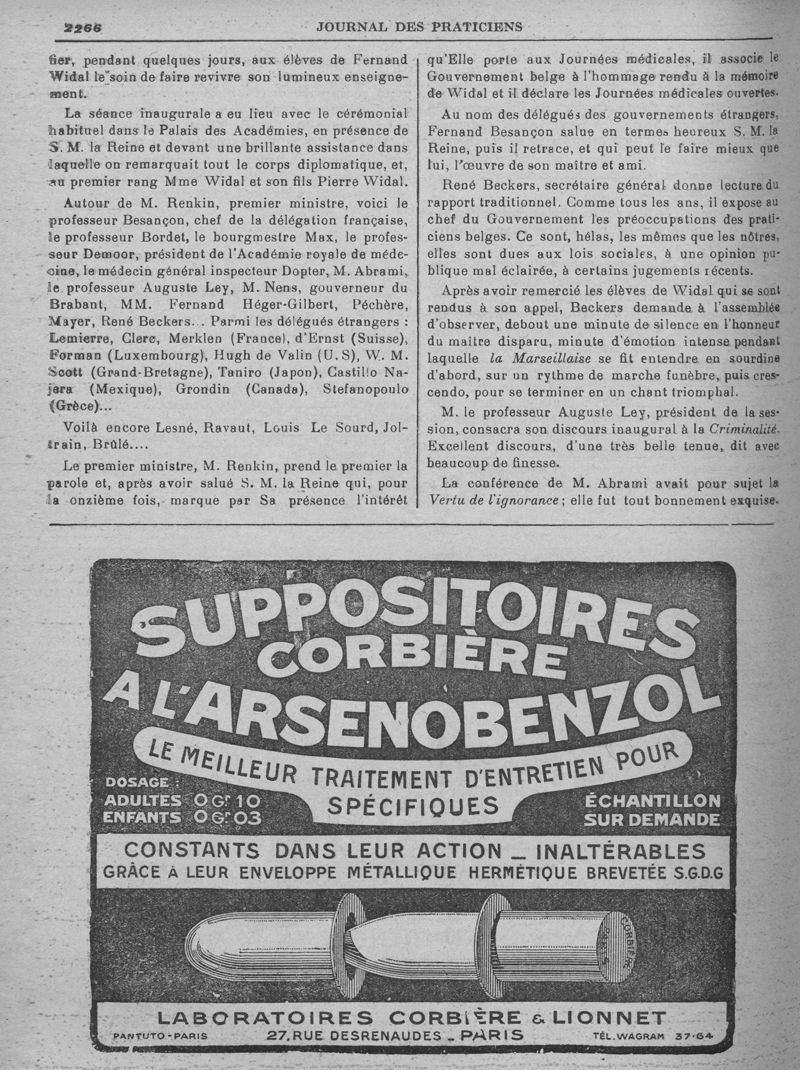 2266
JOURNAL DES PRATICIENS
fier, pendant quelques jours, aux élèves de Fernand
Widal le soin de faire revivre son lumineux enseigne-
ment.
La séance inaugurale a eu lieu avec le cérémonial
habituel dans le Palais des Académies, en présence de
S. M. la Reine et devant une brillante assistance dans
laquelle on remarquait tout le corps diplomatique, et,
au premier rang Mme Widal et son fils Pierre Widal.
Autour de M. Renkin, premier ministre, voici le
professeur Besançon, chef de la délégation française,
le professeur Bordet, le bourgmestre Max, le profes-
seur Demoor, président de l'Académie royale de méde-
cine, le médecin général inspecteur Dopter, M. Abrami,
le professeur Auguste Ley, M. Nens, gouverneur du
Brabant, MM. Fernand Héger-Gilbert, Péchère,
Mayer, René Beckers... Parmi les délégués étrangers :
Lemierre, Clerc, Merklen (France), d'Ernst (Suisse),
Forman (Luxembourg), Hugh de Valin (U. S), W. M.
Scott (Grand-Bretagne), Taniro (Japon), Castillo Na-
jera (Mexique), Grondin (Canada), Stefanopoulo
(Grèce)...
Voilà encore Lesné, Ravaut, Louis Le Sourd, Jol-
train, Brûlé....
Le premier ministre, M. Renkin, prend le premier la
parole et, après avoir salué S. M. la Reine qui, pour
la onzième fois, marque par Sa présence l'intérêt
qu'Elle porte aux Journées médicales, il associe le
Gouvernement belge à l'hommage rendu à la mémoire
de Widal et il déclare les Journées médicales ouvertes.
Au nom des délégués des gouvernements étrangers,
Fernand Besançon salue en termes heureux S. M. la
Reine, puis il retrace, et qui peut le faire mieux que
lui, l'œuvre de son maître et ami.
René Beckers, secrétaire général donne lecture du
rapport traditionnel. Comme tous les ans, il expose au
chef du Gouvernement les préoccupations des prati-
ciens belges. Ce sont, hélas, les mêmes que les nôtres,
elles sont dues aux lois sociales, à une opinion pu-
blique mal éclairée, à certains jugements récents.
Après avoir remercié les élèves de Widal qui se sont
rendus à son appel, Beckers demande à l'assemblée
d'observer, debout une minute de silence en l'honneur
du maître disparu, minute d'émotion intense pendant
laquelle la Marseillaise se fit entendre en sourdine
d'abord, sur un rythme de marche funèbre, puis cres-
cendo, pour se terminer en un chant triomphal.
M. le professeur Auguste Ley, président de la ses-
sion, consacra son discours inaugural à la Criminalité.
Excellent discours, d'une très belle tenue, dit avec
beaucoup de finesse.
La conférence de M. Abrami avait pour sujet la
Vertu de l'ignorance ; elle fut tout bonnement exquise.
SUPPOSITOIRES
CORBIÈRE
A L'ARSENOBENZOL
LE MEILLEUR TRAITEMENT D'ENTRETIEN POUR
SPÉCIFIQUES
DOSAGE :
ADULTES 0 Gr 10
ENFANTS 0 Gr 03
ÉCHANTILLON
SUR DEMANDE
CONSTANTS DANS LEUR ACTION _ INALTÉRABLES
GRÂCE A LEUR ENVELOPPE MÉTALLIQUE HERMÉTIQUE BREVETÉE S.G.D.G
CORBIÈRE
PARIS
LABORATOIRES CORBIÈRE & LIONNET
PANTUTO-PARIS
27, RUE DESRENAUDES _ PARIS
TÉL. WAGRAM 37-64